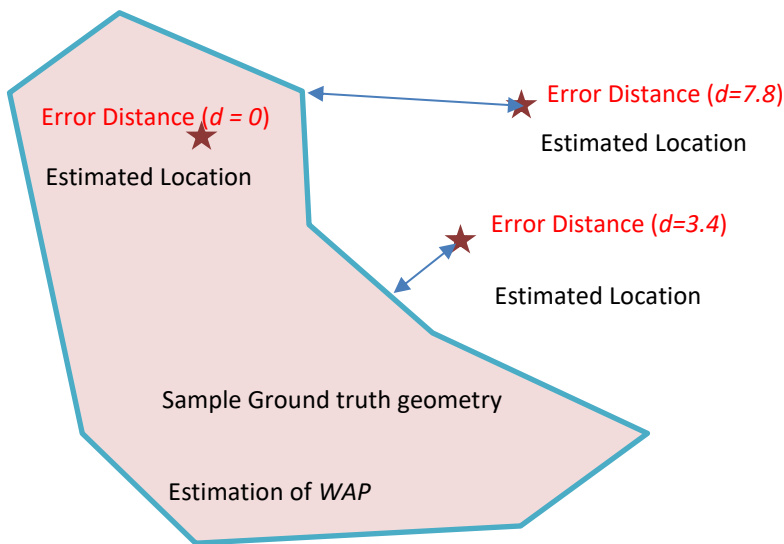 Error Distance (d = 0)
Estimated Location
Error Distance (d=7.8)
Estimated Location
Error Distance (d=3.4)
Estimated Location
Sample Ground truth geometry
Estimation of WAP